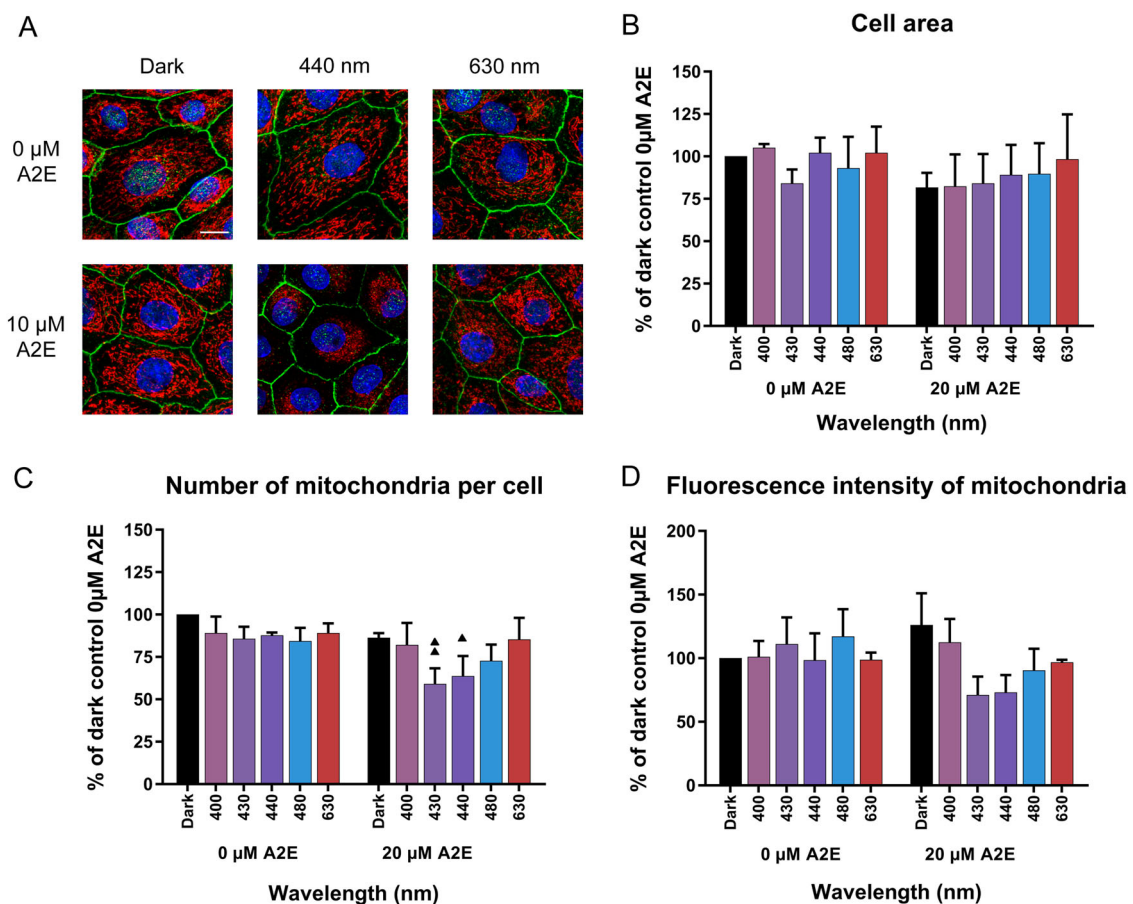 A
Dark
440 nm
630 nm
0 µM
A2E
10 µM
A2E
B
Cell area
% of dark control 0µM A2E
150
125
100
75
50
25
0
Dark
400
430
440
480
630
Dark
400
430
440
480
630
0 µM A2E
20 µM A2E
Wavelength (nm)
C
Number of mitochondria per cell
% of dark control 0µM A2E
150
100
75
50
25
0
Dark
400
430
440
480
630
Dark
400
430
440
480
630
0 µM A2E
20 µM A2E
Wavelength (nm)
D
Fluorescence intensity of mitochondria
% of dark control 0µM A2E
200
150
100
50
0
Dark
400
430
440
480
630
Dark
400
430
440
480
630
0 µM A2E
20 µM A2E
Wavelength (nm)